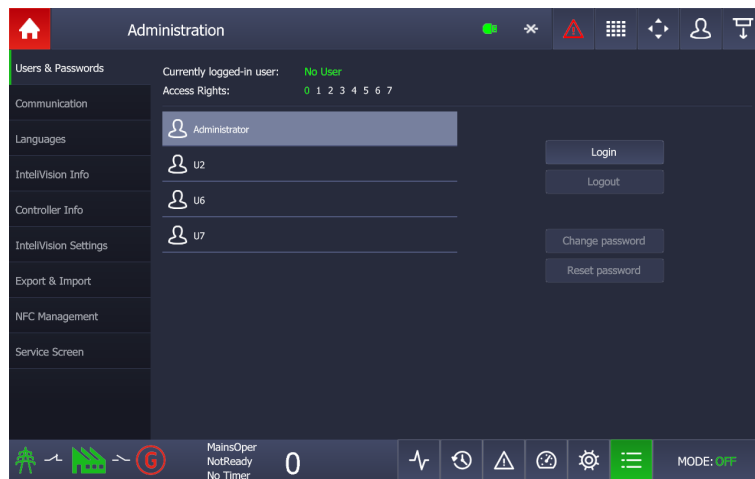 Administration
Users & Passwords
Communication
Languages
InteliVision Info
Controller Info
InteliVision Settings
Export & Import
NFC Management
Service Screen
Currently logged-in user: No User
Access Rights: 0 1 2 3 4 5 6 7
Administrator
U2
U6
U7
Login
Logout
Change password
Reset password
G
MainsOper
NotReady
No Timer
0
MODE: OFF